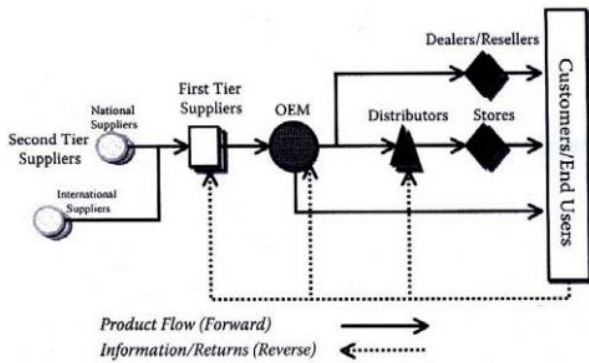 Dealers/Resellers
First Tier
Suppliers
OEM
National
Suppliers
Distributors
Stores
Second Tier
Suppliers
International
Suppliers
Customers/End Users
Product Flow (Forward)
Information/Returns (Reverse)